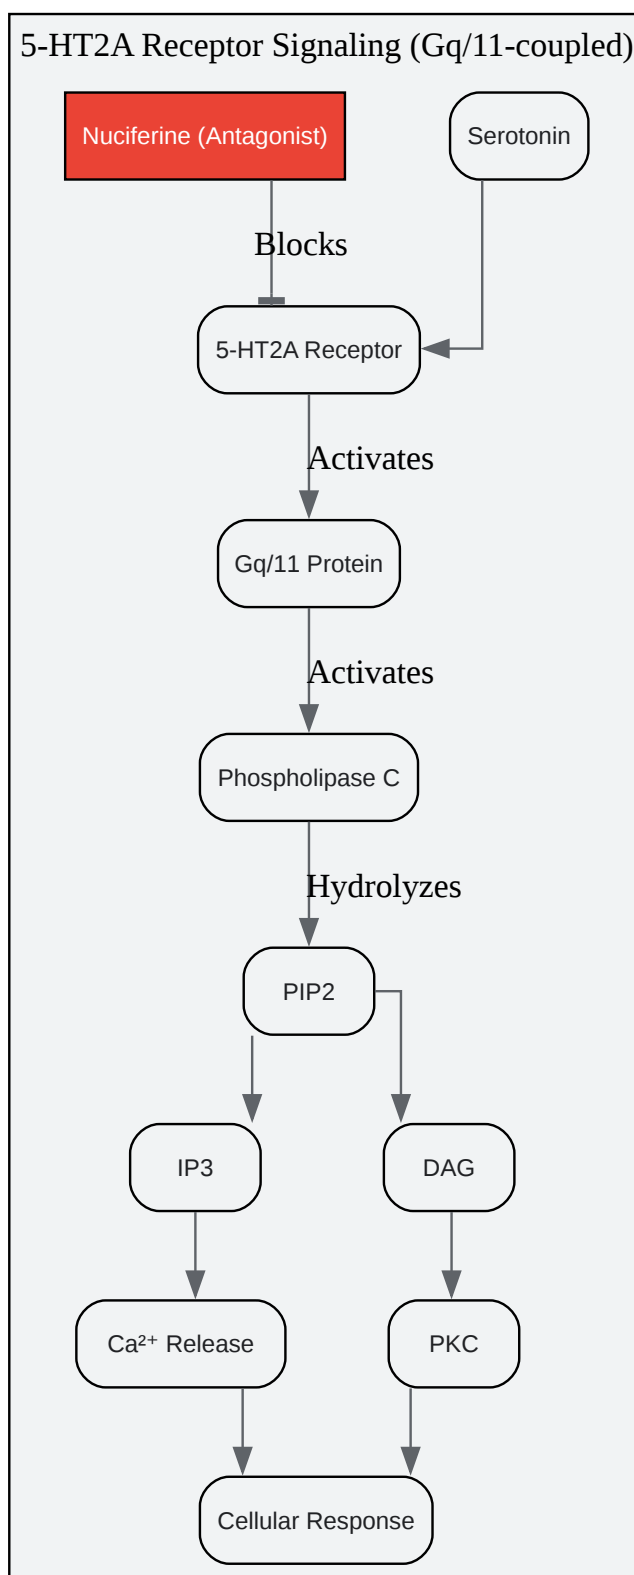 5-HT2A Receptor Signaling (Gq/11-coupled)
Nuciferine (Antagonist)
Serotonin
Blocks
5-HT2A Receptor
Activates
Gq/11 Protein
Activates
Phospholipase C
Hydrolyzes
PIP2
IP3
DAG
Ca²⁺ Release
PKC
Cellular Response